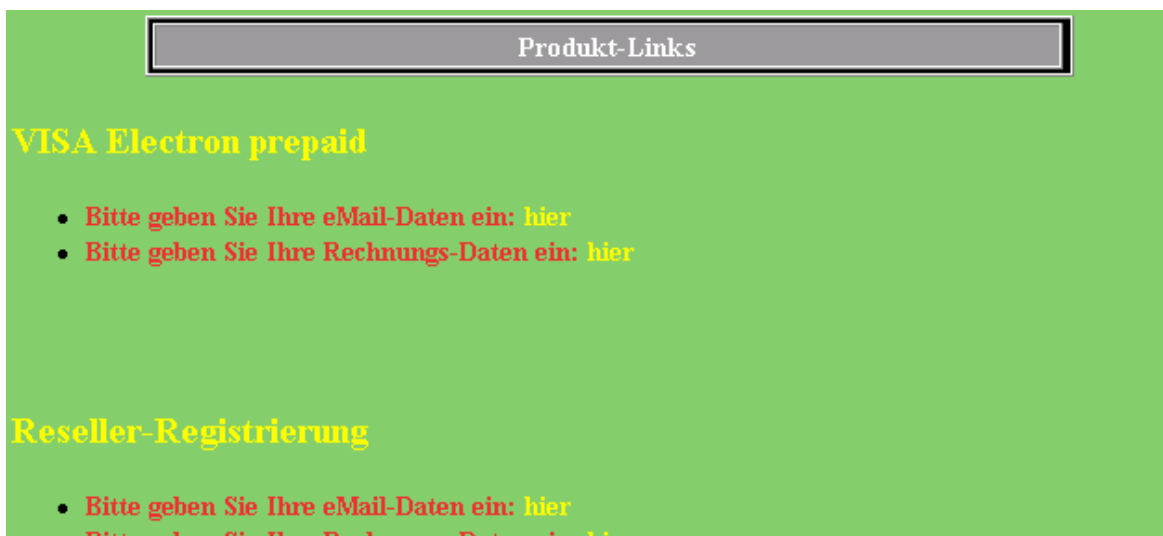 Produkt-Links
VISA Electron prepaid
Bitte geben Sie Ihre eMail-Daten ein: hier
Bitte geben Sie Ihre Rechnungs-Daten ein: hier
Reseller-Registrierung
Bitte geben Sie Ihre eMail-Daten ein: hier